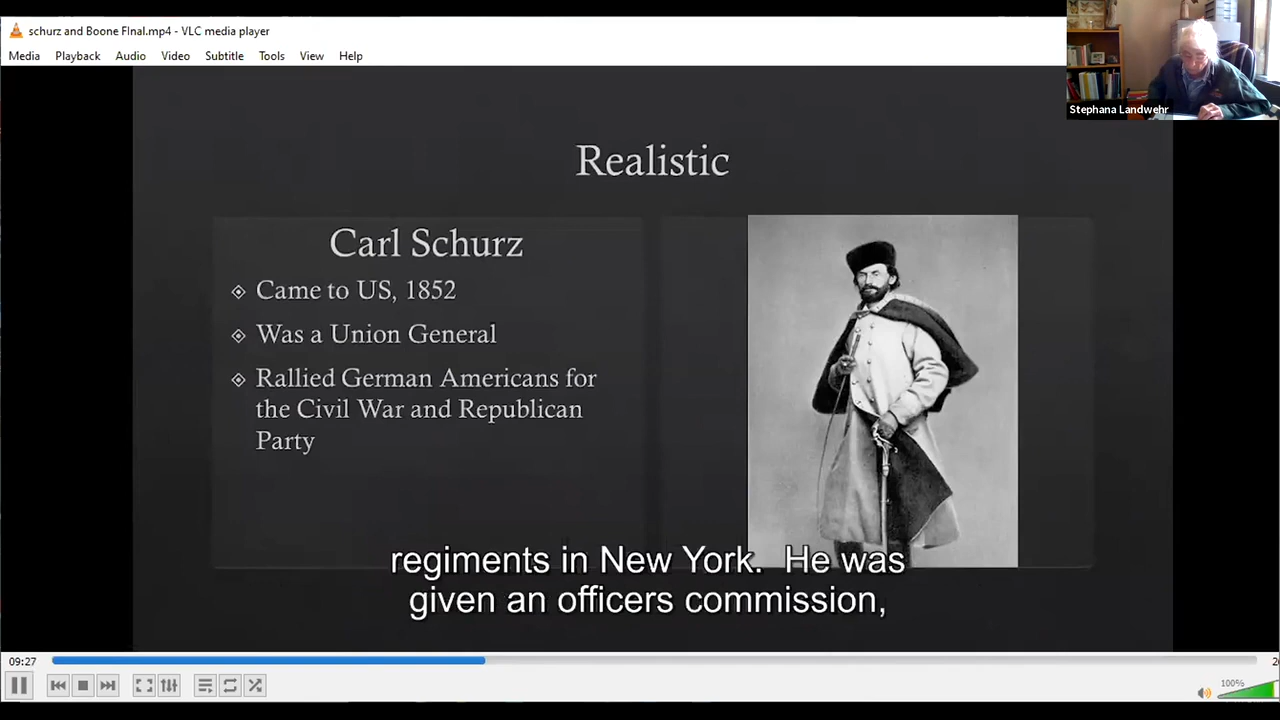 schurz and Boone FInal.mp4 - VLC media player
Media Playback Audio Video Subtitle Tools View Help
Stephana Landwehr
Realistic
Carl Schurz
Came to US, 1852
Was a Union General
Rallied German Americans for
the Civil War and Republican
Party
regiments in New York. He was
given an officers commission,
09:27
100%